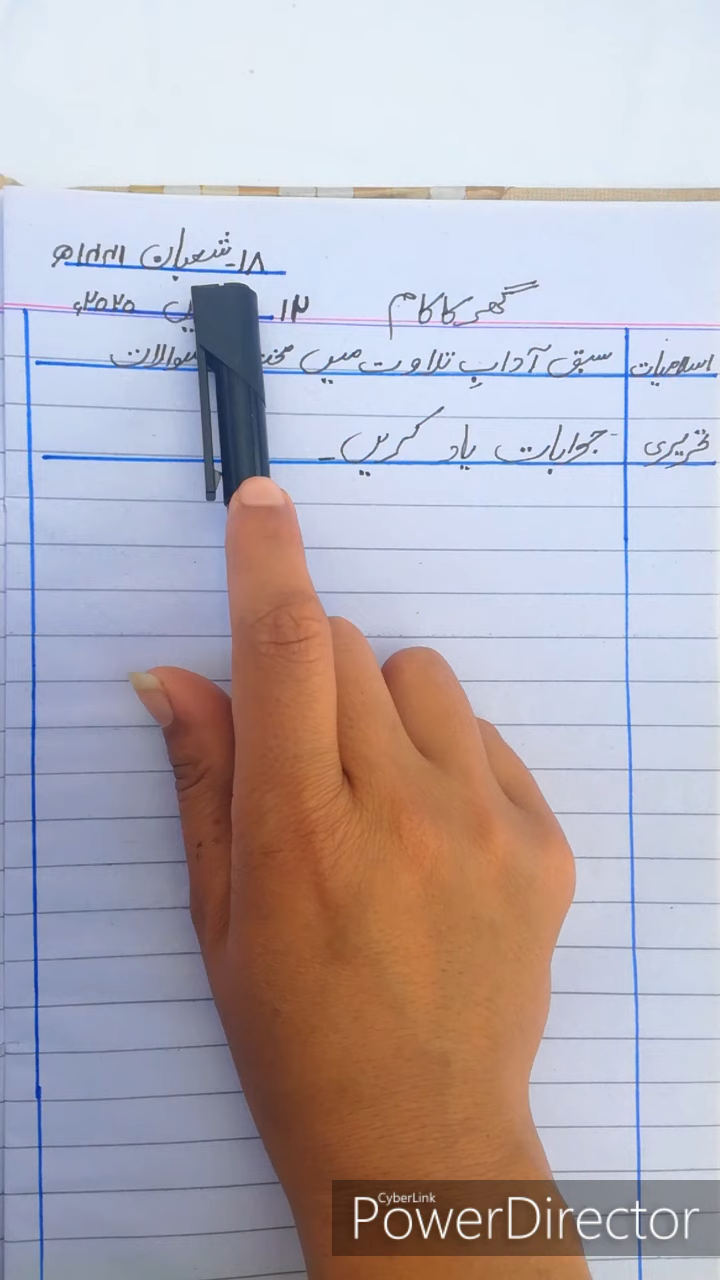 ۱۸-شعبان ۱۴۴۱ھ
گھر کا کام
۱۲ ۲۰۲۰ء
اسلامیات سبق آدابِ تلاوت میں سوالات
تحریری جوابات یاد کریں۔
CyberLink
PowerDirector